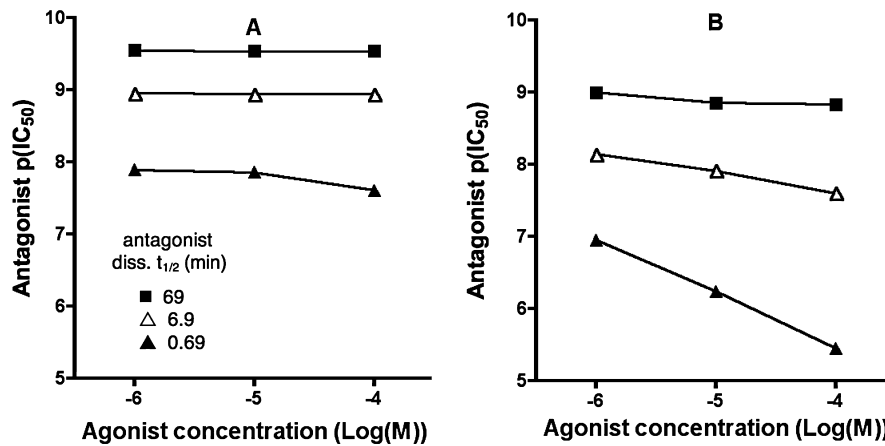 A
10
9
8
7
6
5
Antagonist p(IC50)
antagonist
diss. t1/2 (min)
69
6.9
0.69
-6 -5 -4
Agonist concentration (Log(M))
B
10
9
8
7
6
5
Antagonist p(IC50)
-6 -5 -4
Agonist concentration (Log(M))